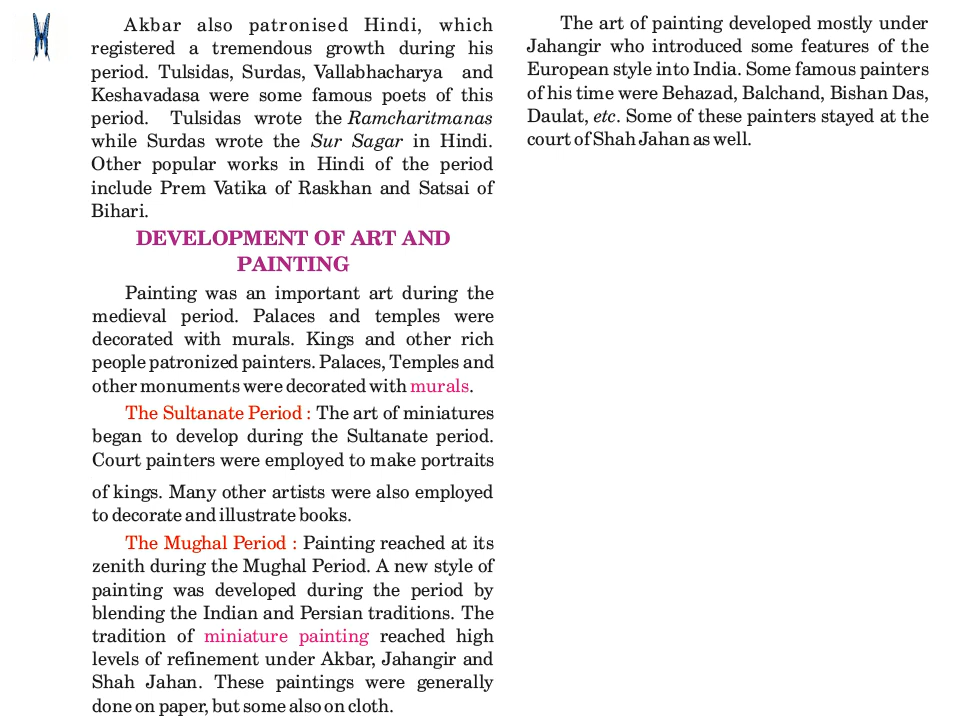 Akbar also patronised Hindi, which
registered a tremendous growth during his
period. Tulsidas, Surdas, Vallabhacharya and
Keshavadasa were some famous poets of this
period. Tulsidas wrote the Ramcharitmanas
while Surdas wrote the Sur Sagar in Hindi.
Other popular works in Hindi of the period
include Prem Vatika of Raskhan and Satsai of
Bihari.
DEVELOPMENT OF ART AND
PAINTING
Painting was an important art during the
medieval period. Palaces and temples were
decorated with murals. Kings and other rich
people patronized painters. Palaces, Temples and
other monuments were decorated with murals.
The Sultanate Period : The art of miniatures
began to develop during the Sultanate period.
Court painters were employed to make portraits
of kings. Many other artists were also employed
to decorate and illustrate books.
The Mughal Period : Painting reached at its
zenith during the Mughal Period. A new style of
painting was developed during the period by
blending the Indian and Persian traditions. The
tradition of miniature painting reached high
levels of refinement under Akbar, Jahangir and
Shah Jahan. These paintings were generally
done on paper, but some also on cloth.
The art of painting developed mostly under
Jahangir who introduced some features of the
European style into India. Some famous painters
of his time were Behazad, Balchand, Bishan Das,
Daulat, etc. Some of these painters stayed at the
court of Shah Jahan as well.